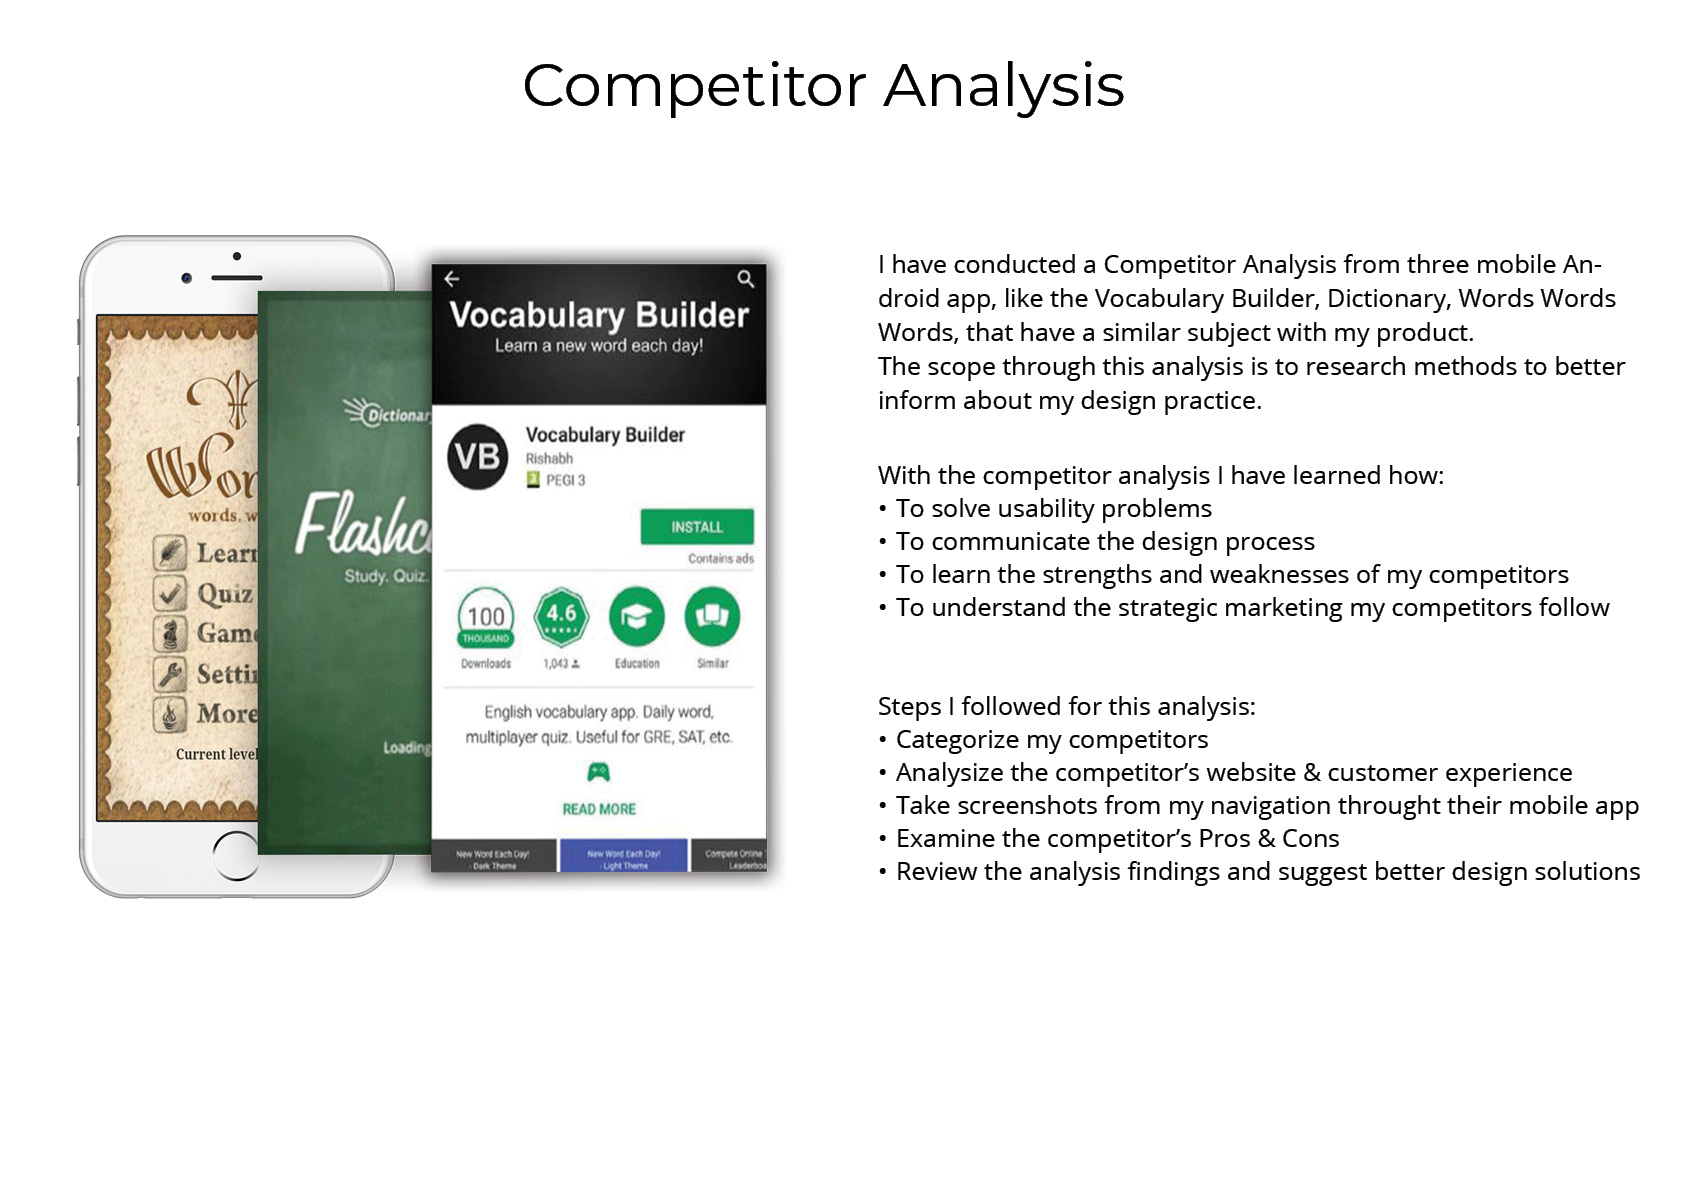 Competitor Analysis
words, w
Quiz
More
Current level
Study. Quiz.
Loading
Vocabulary Builder
Learn a new word each day!
VB
Vocabulary Builder
Rishabh
PEGI 3
INSTALL
Contains ads
100
THOUSAND
4.6
Downloads
1,043
Education
Similar
English vocabulary app. Daily word,
multiplayer quiz. Useful for GRE, SAT, etc.
READ MORE
New Word Each Day!
- Dark Theme
New Word Each Day!
- Light Theme
Compete Online
I have conducted a Competitor Analysis from three mobile An-
droid app, like the Vocabulary Builder, Dictionary, Words Words
Words, that have a similar subject with my product.
The scope through this analysis is to research methods to better
inform about my design practice.
With the competitor analysis I have learned how:
• To solve usability problems
• To communicate the design process
• To learn the strengths and weaknesses of my competitors
• To understand the strategic marketing my competitors follow
Steps I followed for this analysis:
• Categorize my competitors
• Analysize the competitor’s website & customer experience
• Take screenshots from my navigation throught their mobile app
• Examine the competitor’s Pros & Cons
• Review the analysis findings and suggest better design solutions